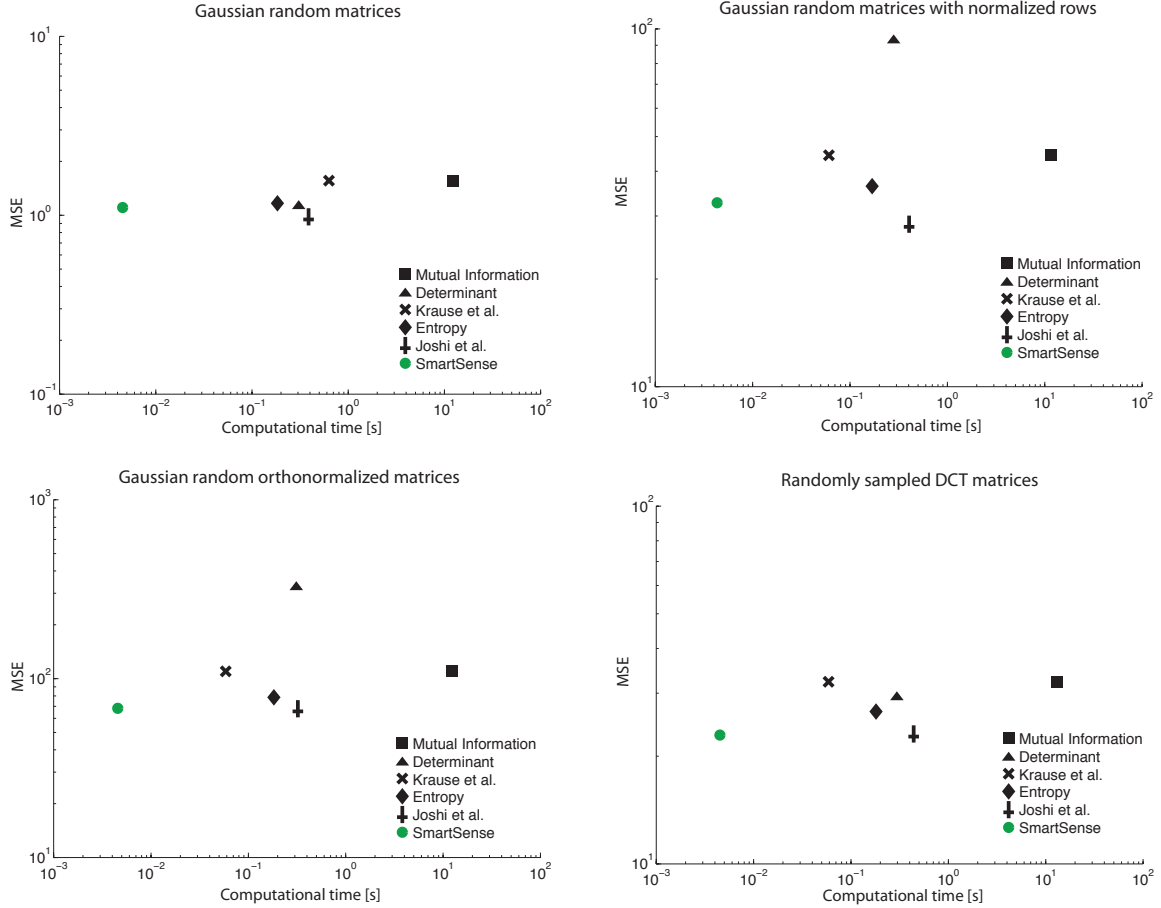 Gaussian random matrices
10^1
10^0
10^-1
MSE
10^-3 10^-2 10^-1 10^0 10^1 10^2
Computational time [s]
Mutual Information
Determinant
Krause et al.
Entropy
Joshi et al.
SmartSense
Gaussian random matrices with normalized rows
10^2
10^1
MSE
10^-3 10^-2 10^-1 10^0 10^1 10^2
Computational time [s]
Mutual Information
Determinant
Krause et al.
Entropy
Joshi et al.
SmartSense
Gaussian random orthonormalized matrices
10^3
10^2
10^1
MSE
10^-3 10^-2 10^-1 10^0 10^1 10^2
Computational time [s]
Mutual Information
Determinant
Krause et al.
Entropy
Joshi et al.
SmartSense
Randomly sampled DCT matrices
10^2
10^1
MSE
10^-3 10^-2 10^-1 10^0 10^1 10^2
Computational time [s]
Mutual Information
Determinant
Krause et al.
Entropy
Joshi et al.
SmartSense